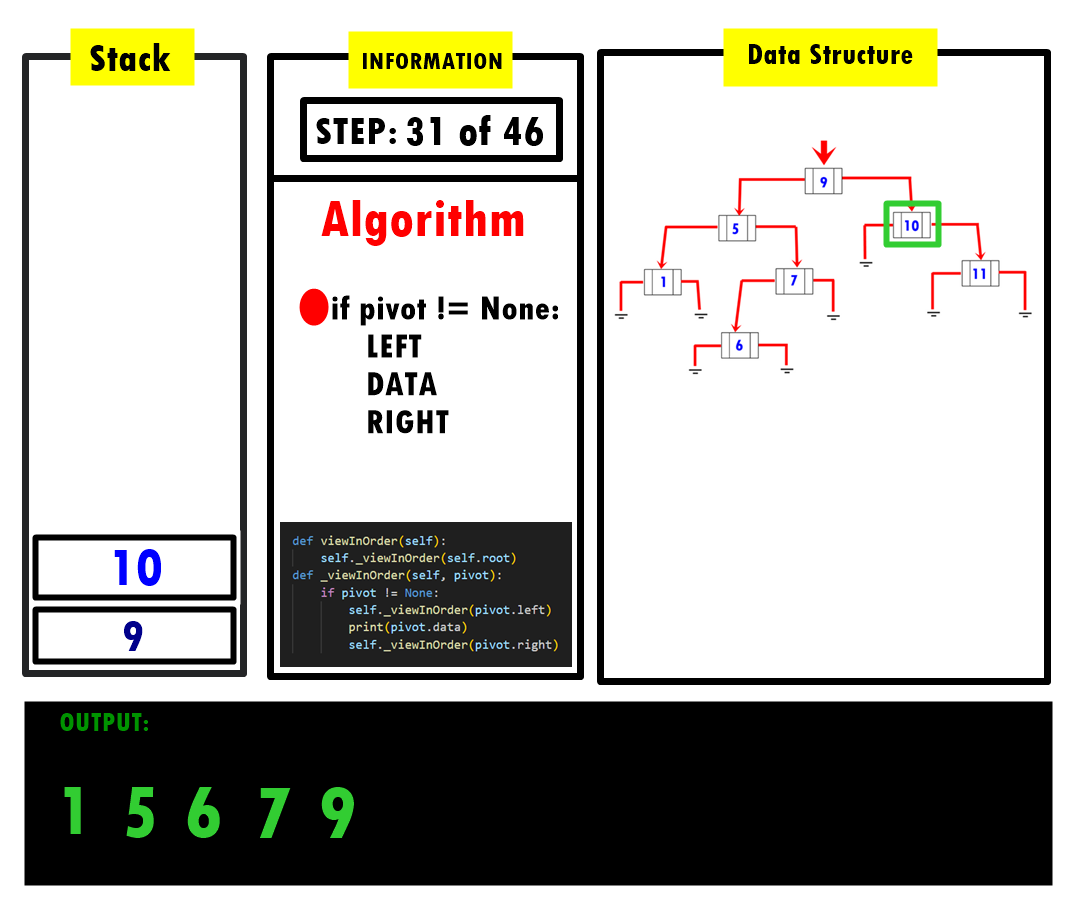 Stack
10
9
INFORMATION
STEP: 31 of 46
Algorithm
if pivot != None:
LEFT
DATA
RIGHT
def viewInOrder(self):
self._viewInOrder(self.root)
def _viewInOrder(self, pivot):
if pivot != None:
self._viewInOrder(pivot.left)
print(pivot.data)
self._viewInOrder(pivot.right)
Data Structure
9
5
10
1
7
11
6
OUTPUT:
1 5 6 7 9